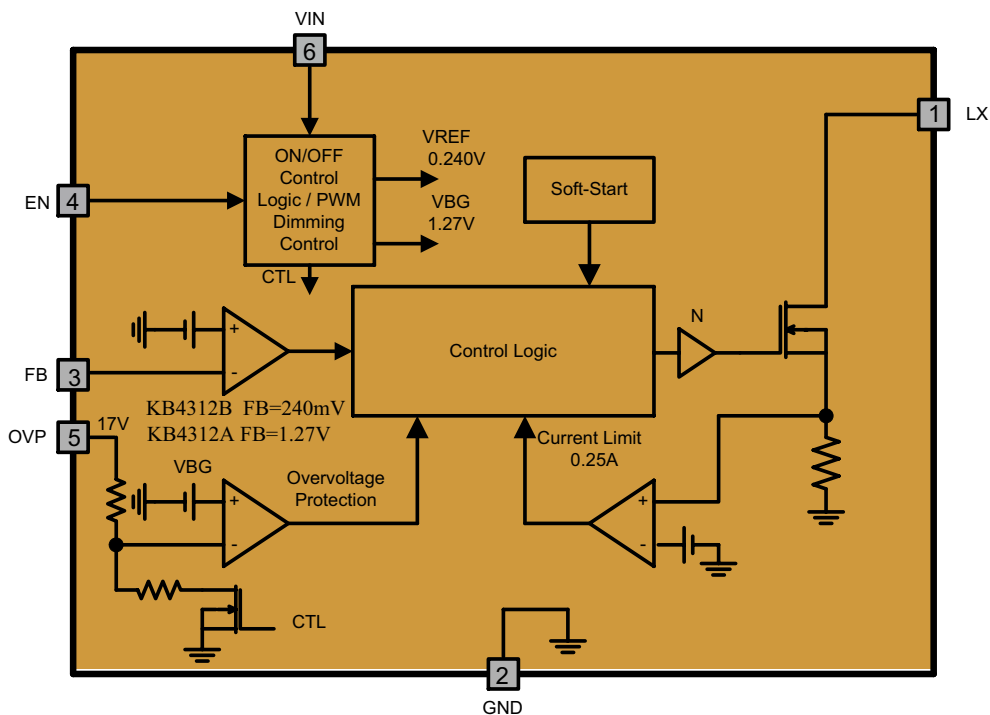 VIN
6
1
LX
VREF
0.240V
ON/OFF
Control
Logic / PWM
Dimming
Control
VBG
1.27V
Soft-Start
EN
4
CTL
+
-
N
Control Logic
FB
3
KB4312B FB=240mV
KB4312A FB=1.27V
OVP
5
17V
Current Limit
0.25A
VBG
Overvoltage
Protection
+
-
+
-
CTL
2
GND